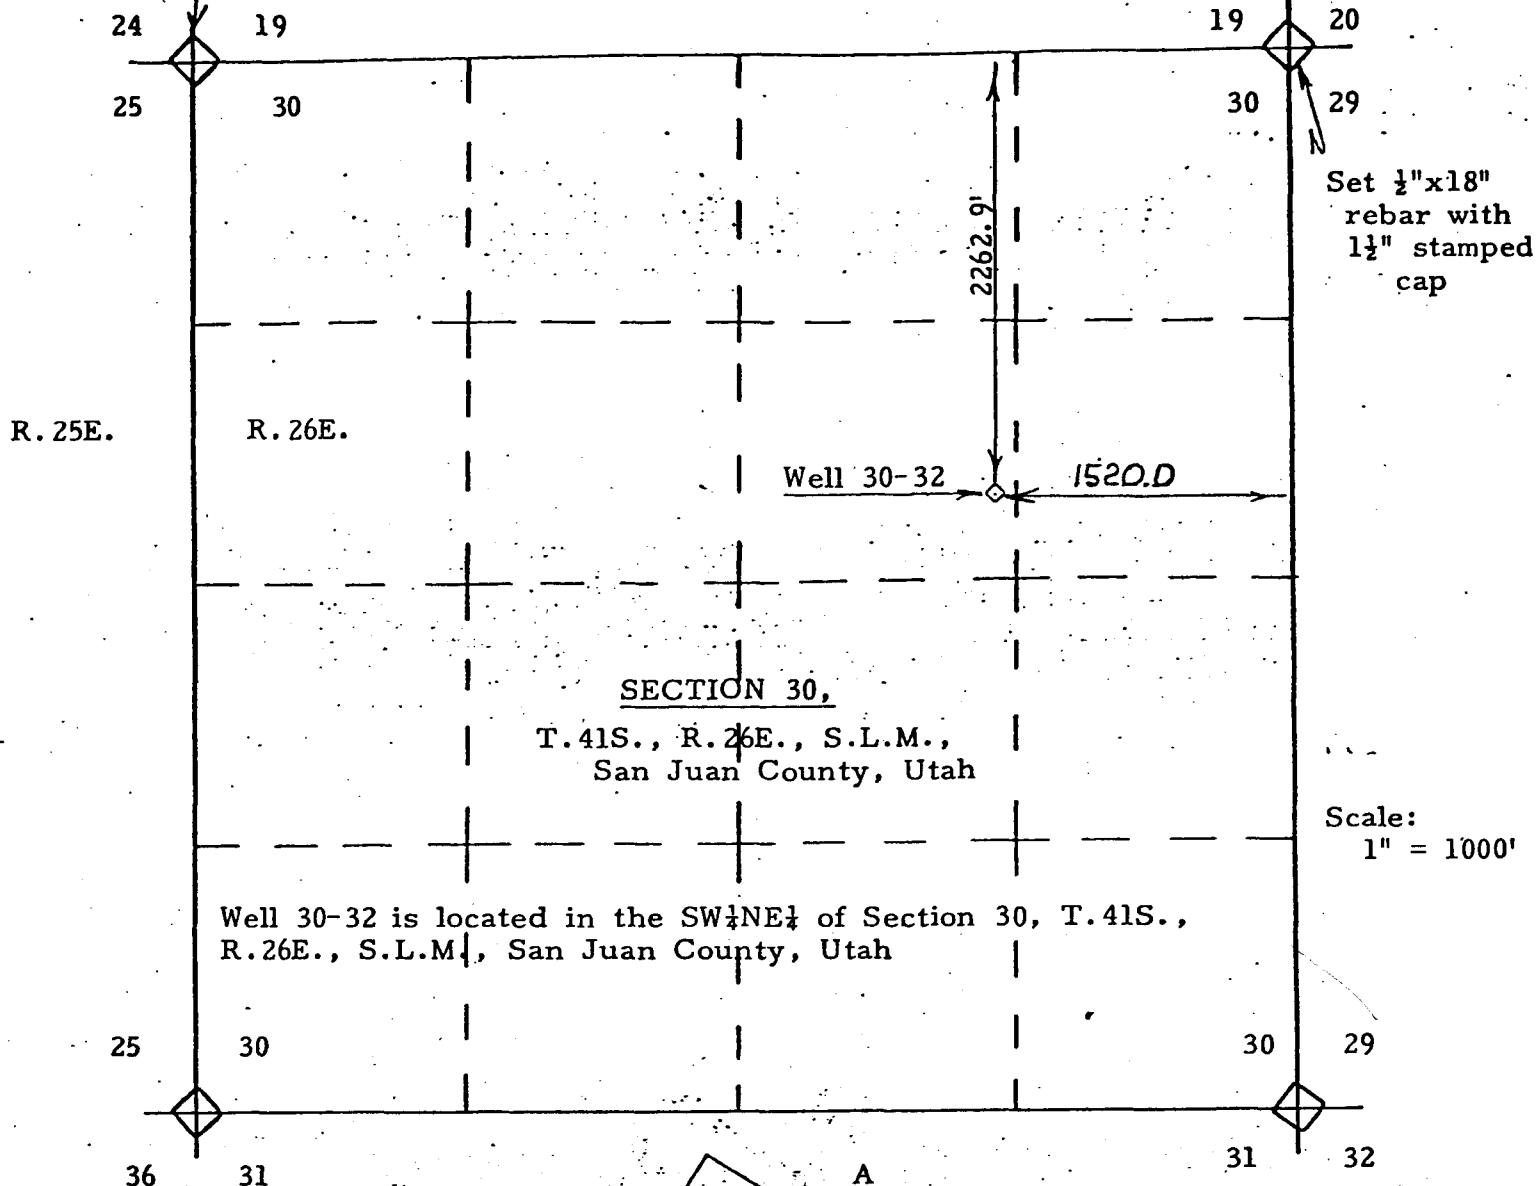 24 19 19 20
25 30 30 29
Set ½"x18"
rebar with
1½" stamped
cap
2262.9'
R.25E. R.26E.
Well 30-32 1520.0
SECTION 30,
T.41S., R.26E., S.L.M.,
San Juan County, Utah
Scale:
1" = 1000'
Well 30-32 is located in the SW¼NE¼ of Section 30, T.41S.,
R.26E., S.L.M., San Juan County, Utah
25 30 30 29
36 31 A 31 32